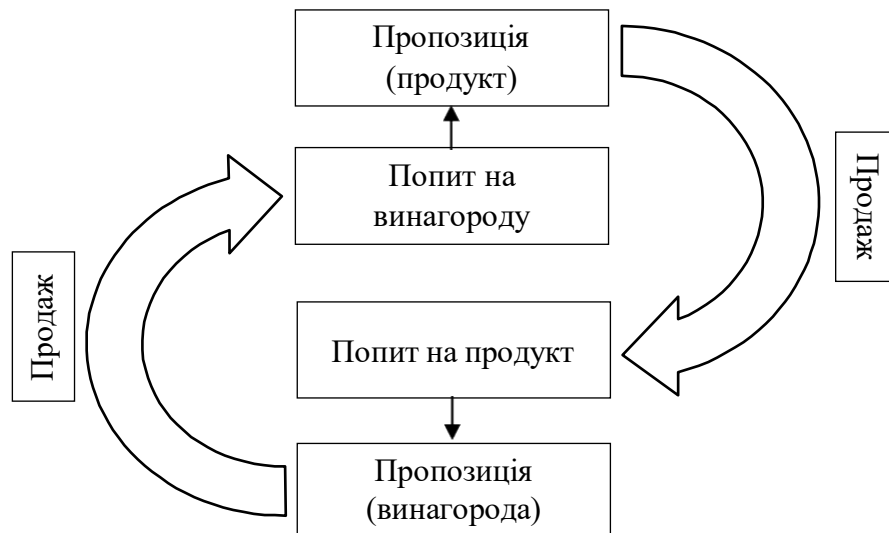 Пропозиція
(продукт)
Попит на
винагороду
Продаж
Продаж
Попит на продукт
Пропозиція
(винагорода)